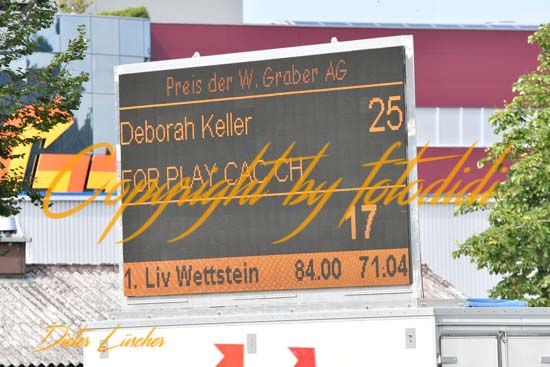 Preis der W. Graber AG
Deborah Keller 25
FOR PLAY CAC CH
17
1. Liv Wettstein 84.00 71.04
Copyright by fotodidi
Dieter Lüscher